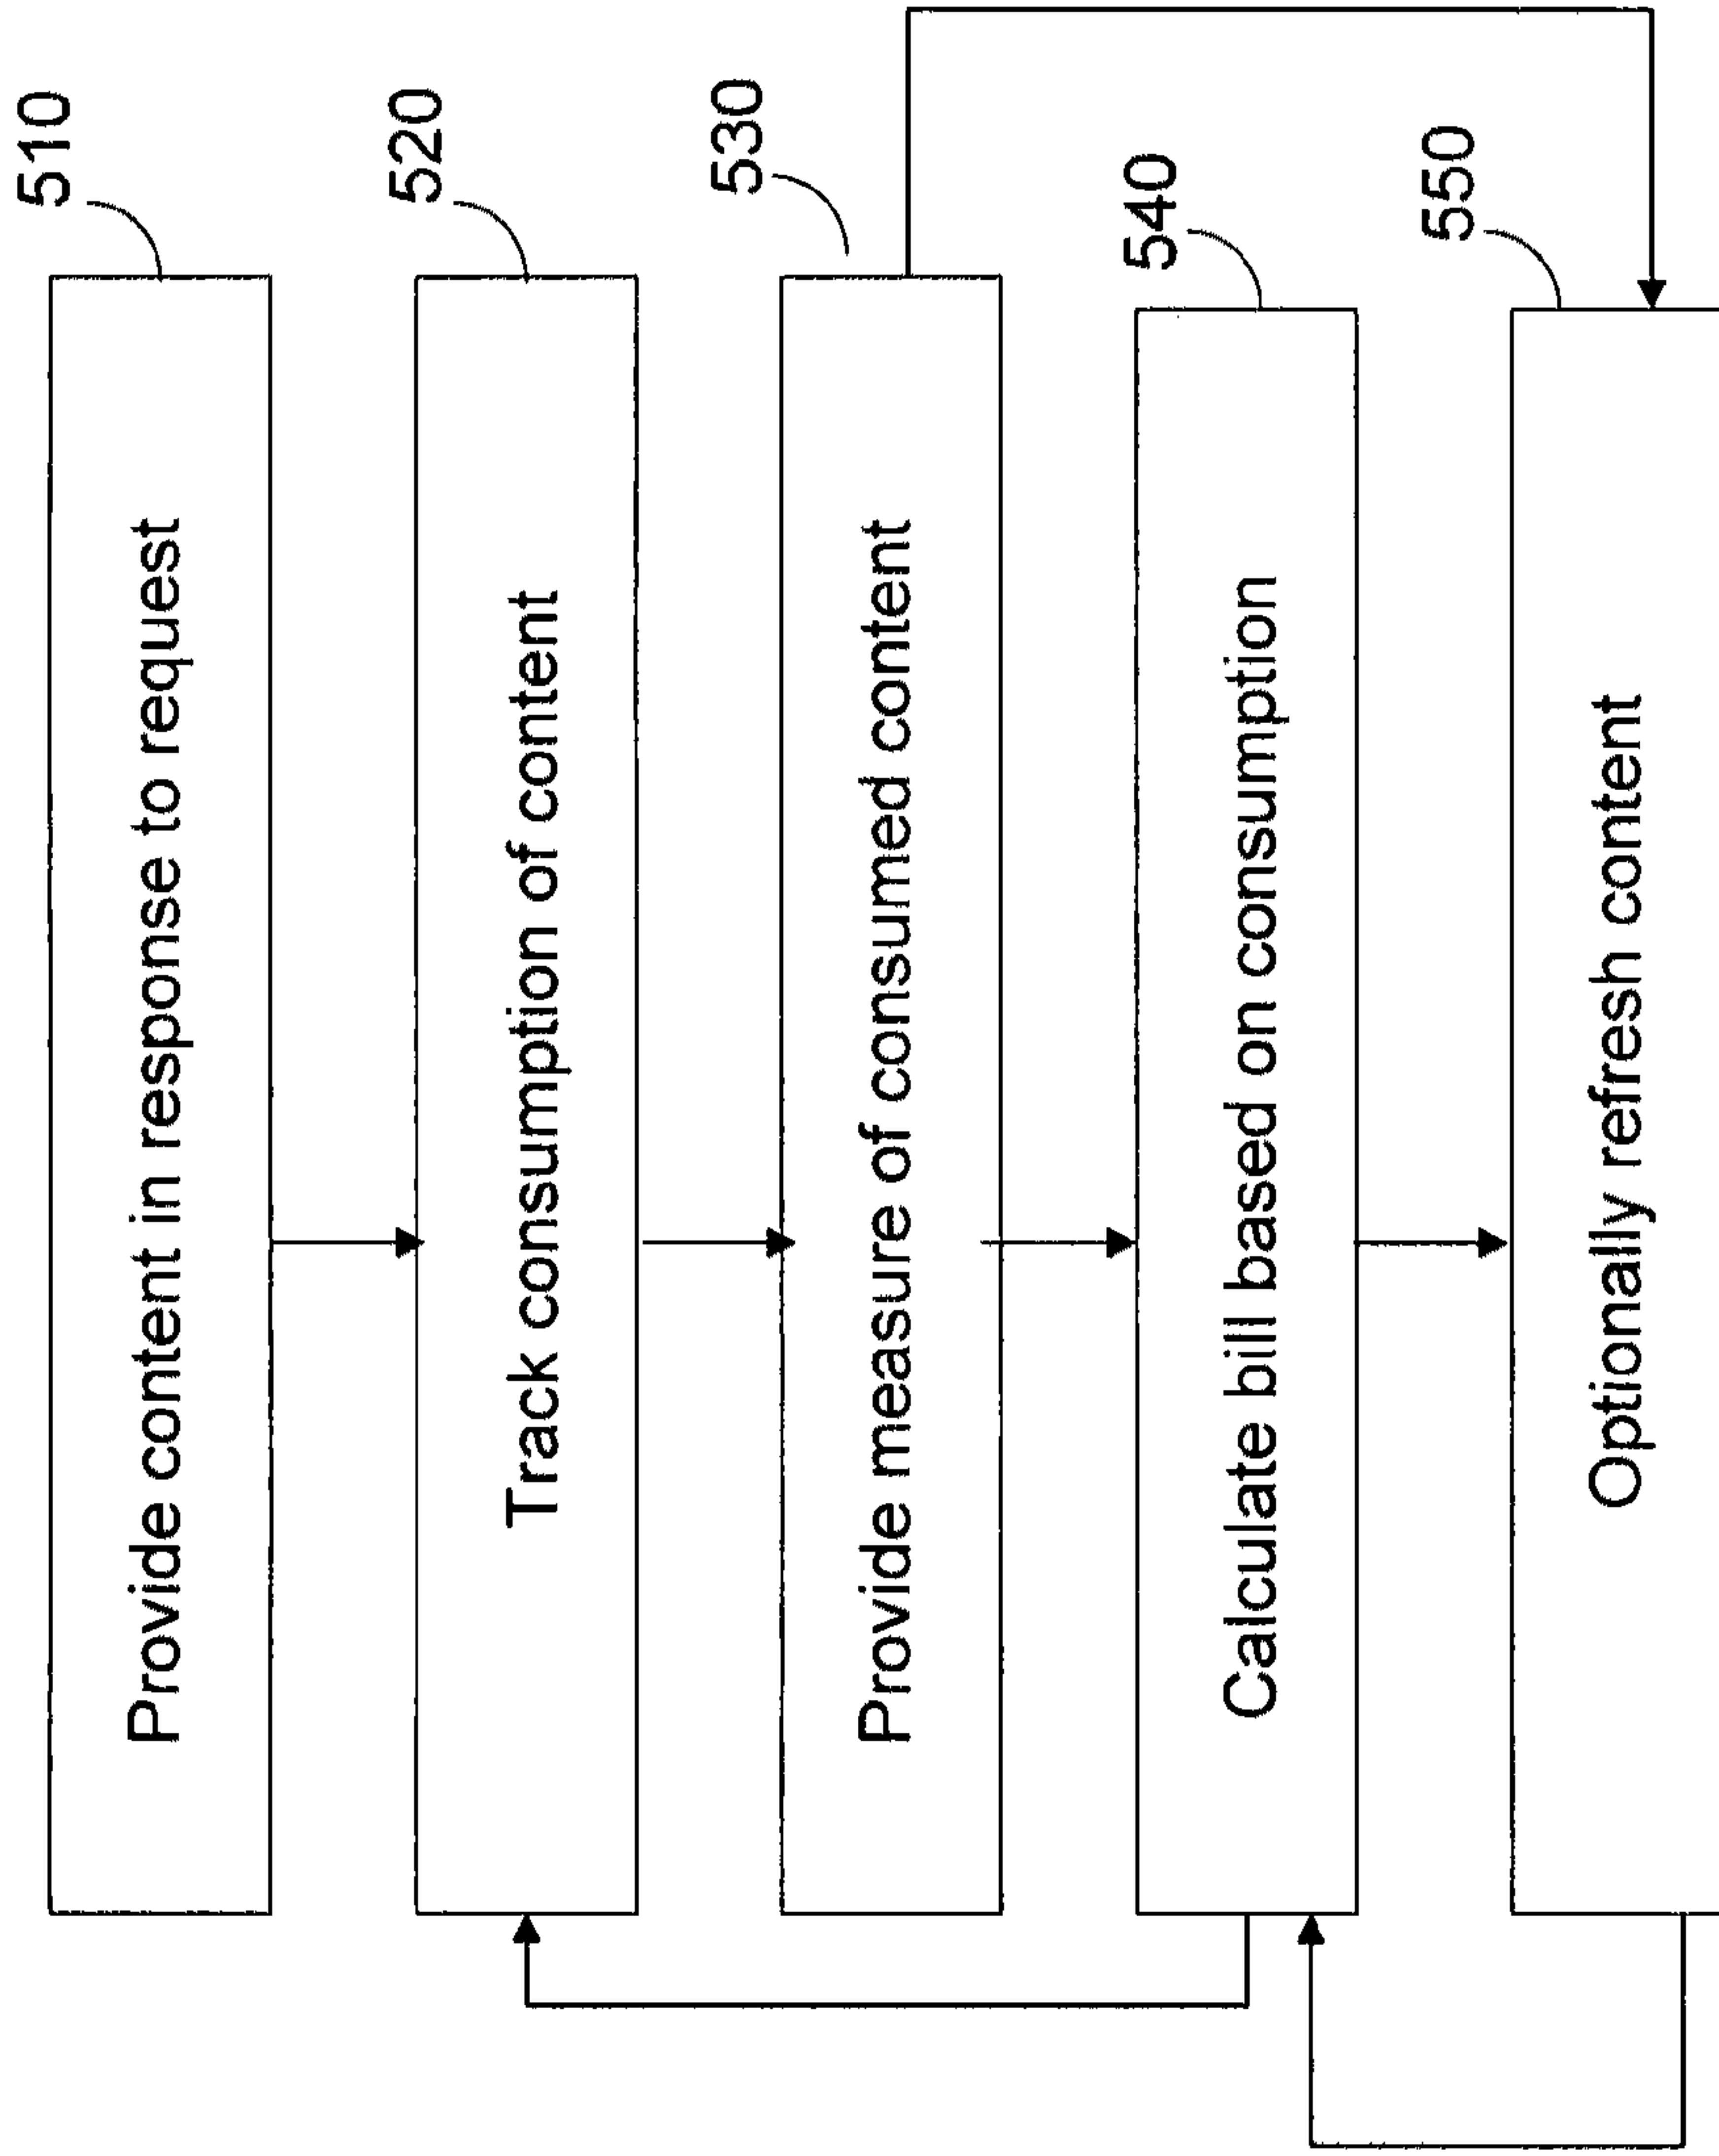 510
Provide content in response to request
520
Track consumption of content
530
Provide measure of consumed content
540
Calculate bill based on consumption
550
Optionally refresh content